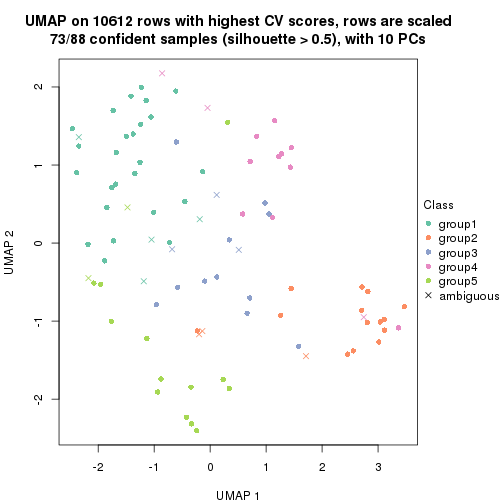 UMAP on 10612 rows with highest CV scores, rows are scaled
73/88 confident samples (silhouette > 0.5), with 10 PCs
2
1
0
-1
-2
UMAP 2
-2
-1
0
1
2
3
UMAP 1
Class
group1
group2
group3
group4
group5
ambiguous